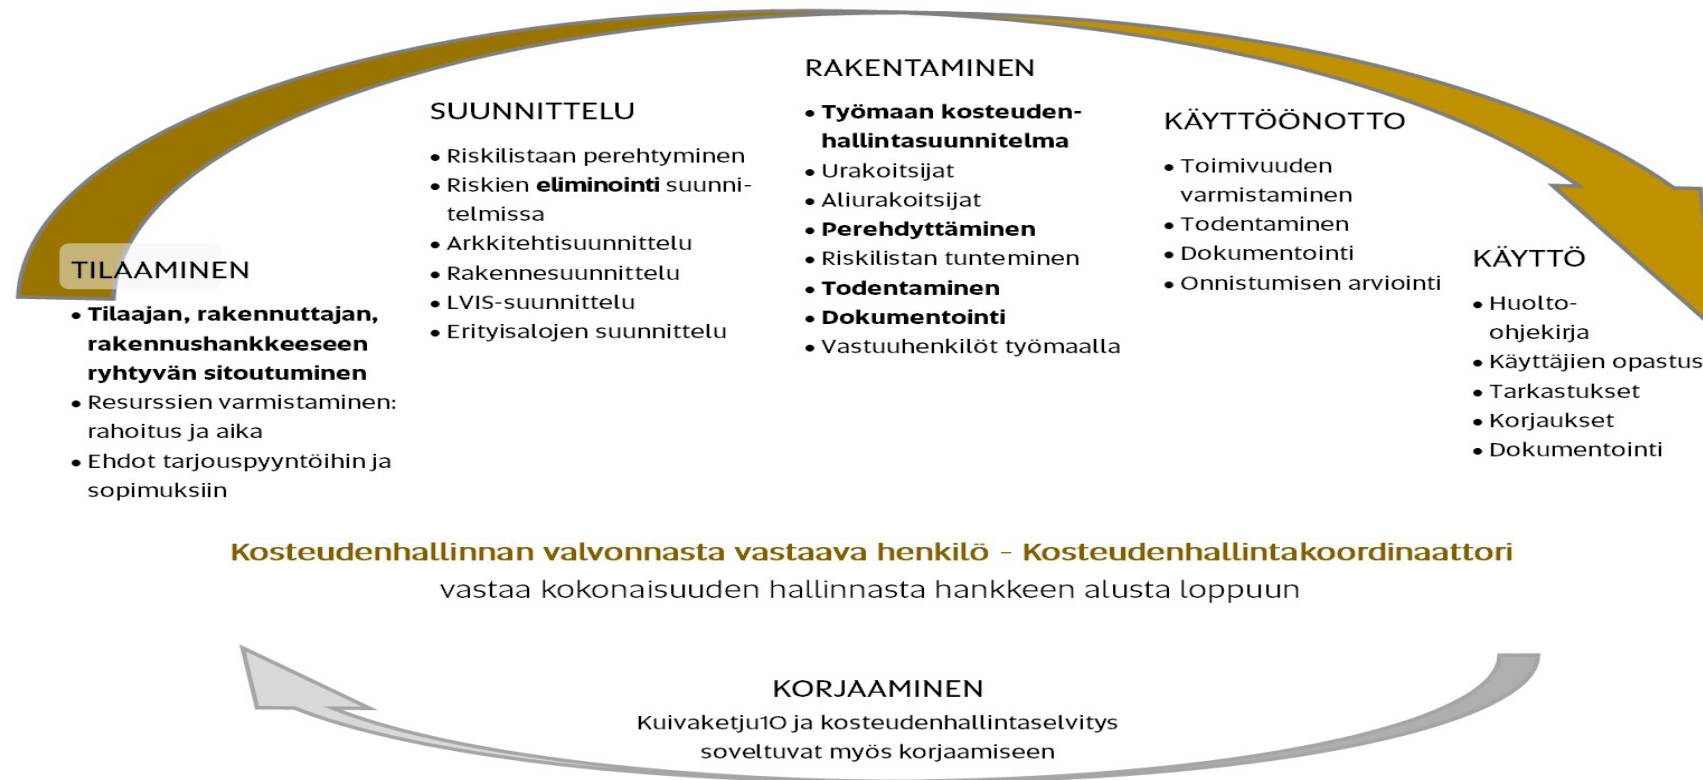 TILAAMINEN
• Tilaajan, rakennuttajan,
rakennushankkeeseen
ryhtyvän sitoutuminen
• Resurssien varmistaminen:
rahoitus ja aika
• Ehdot tarjouspyyntöihin ja
sopimuksiin
SUUNNITTELU
• Riskilistaan perehtyminen
• Riskien eliminointi suunni-
telmissa
• Arkkitehtisuunnittelu
• Rakennesuunnittelu
• LVIS-suunnittelu
• Erityisalojen suunnittelu
RAKENTAMINEN
• Työmaan kosteuden-
hallintasuunnitelma
• Urakoitsijat
• Aliurakoitsijat
• Perehdyttäminen
• Riskilistan tunteminen
• Todentaminen
• Dokumentointi
• Vastuuhenkilöt työmaalla
KÄYTTÖÖNOTTO
• Toimivuuden
varmistaminen
• Todentaminen
• Dokumentointi
• Onnistumisen arviointi
KÄYTTÖ
• Huolto-
ohjekirja
• Käyttäjien opastus
• Tarkastukset
• Korjaukset
• Dokumentointi
Kosteudenhallinnan valvonnasta vastaava henkilö - Kosteudenhallintakoordinaattori
vastaa kokonaisuuden hallinnasta hankkeen alusta loppuun
KORJAAMINEN
Kuivaketju10 ja kosteudenhallintaselvitys
soveltuvat myös korjaamiseen